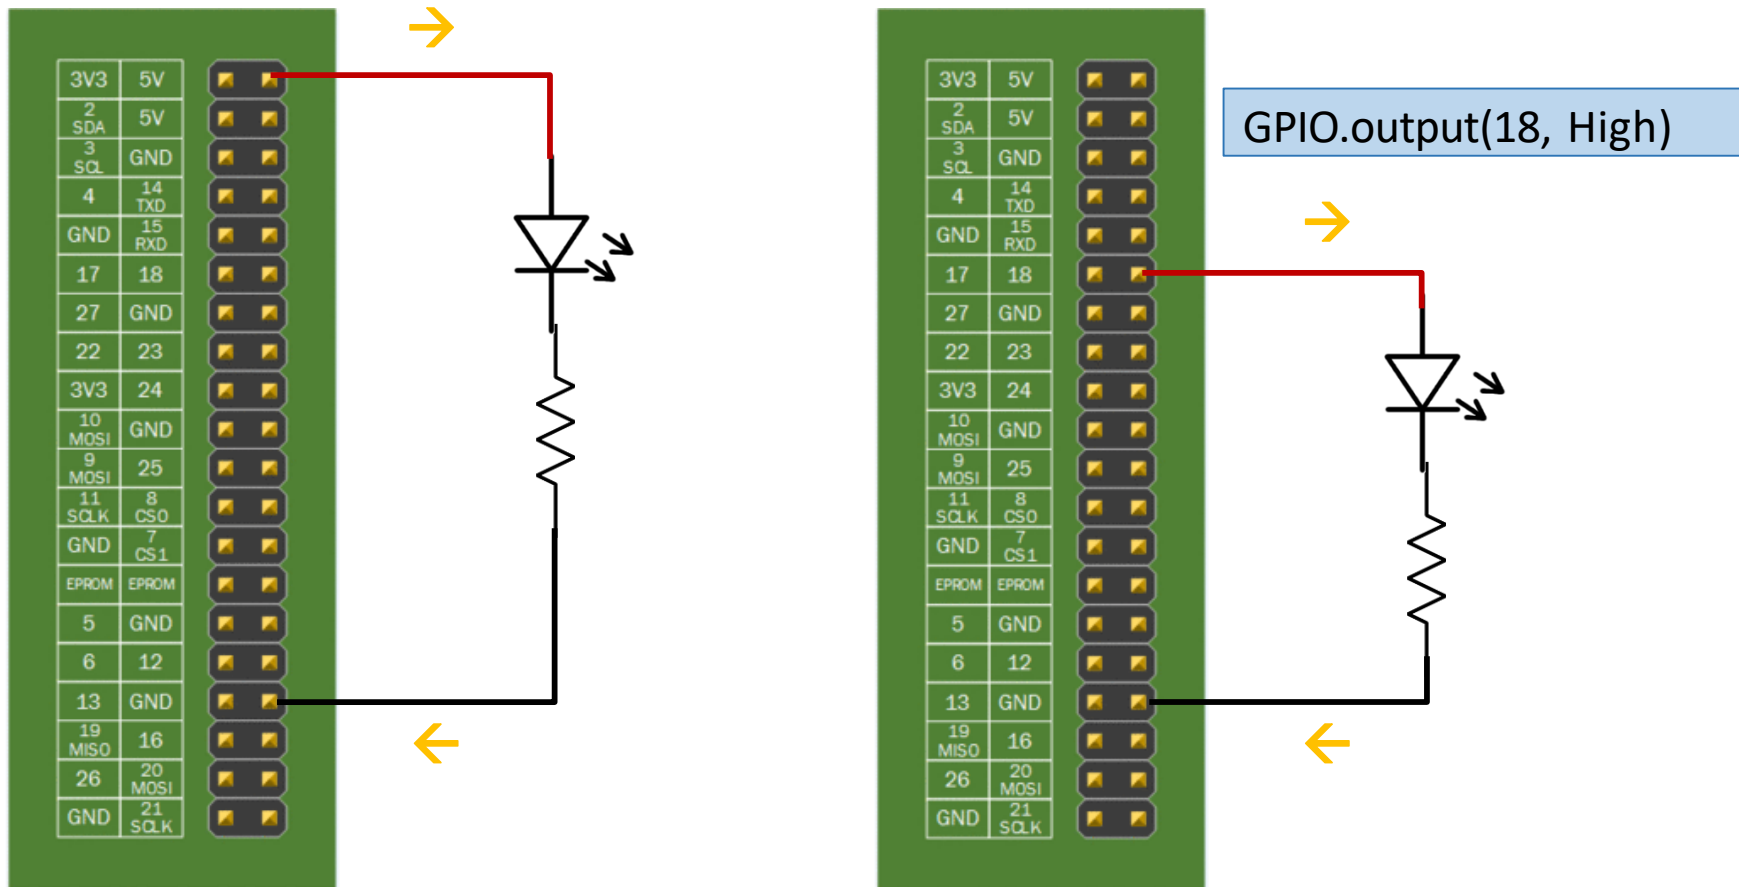 3V3 5V
2 SDA 5V
3 SCL GND
4 14 TXD
GND 15 RXD
17 18
27 GND
22 23
3V3 24
10 MOSI GND
9 MOSI 25
11 SCLK 8 CS0
GND 7 CS1
EPROM EPROM
5 GND
6 12
13 GND
19 MISO 16
26 20 MOSI
GND 21 SCLK
3V3 5V
2 SDA 5V
3 SCL GND
4 14 TXD
GND 15 RXD
17 18
27 GND
22 23
3V3 24
10 MOSI GND
9 MOSI 25
11 SCLK 8 CS0
GND 7 CS1
EPROM EPROM
5 GND
6 12
13 GND
19 MISO 16
26 20 MOSI
GND 21 SCLK
GPIO.output(18, High)